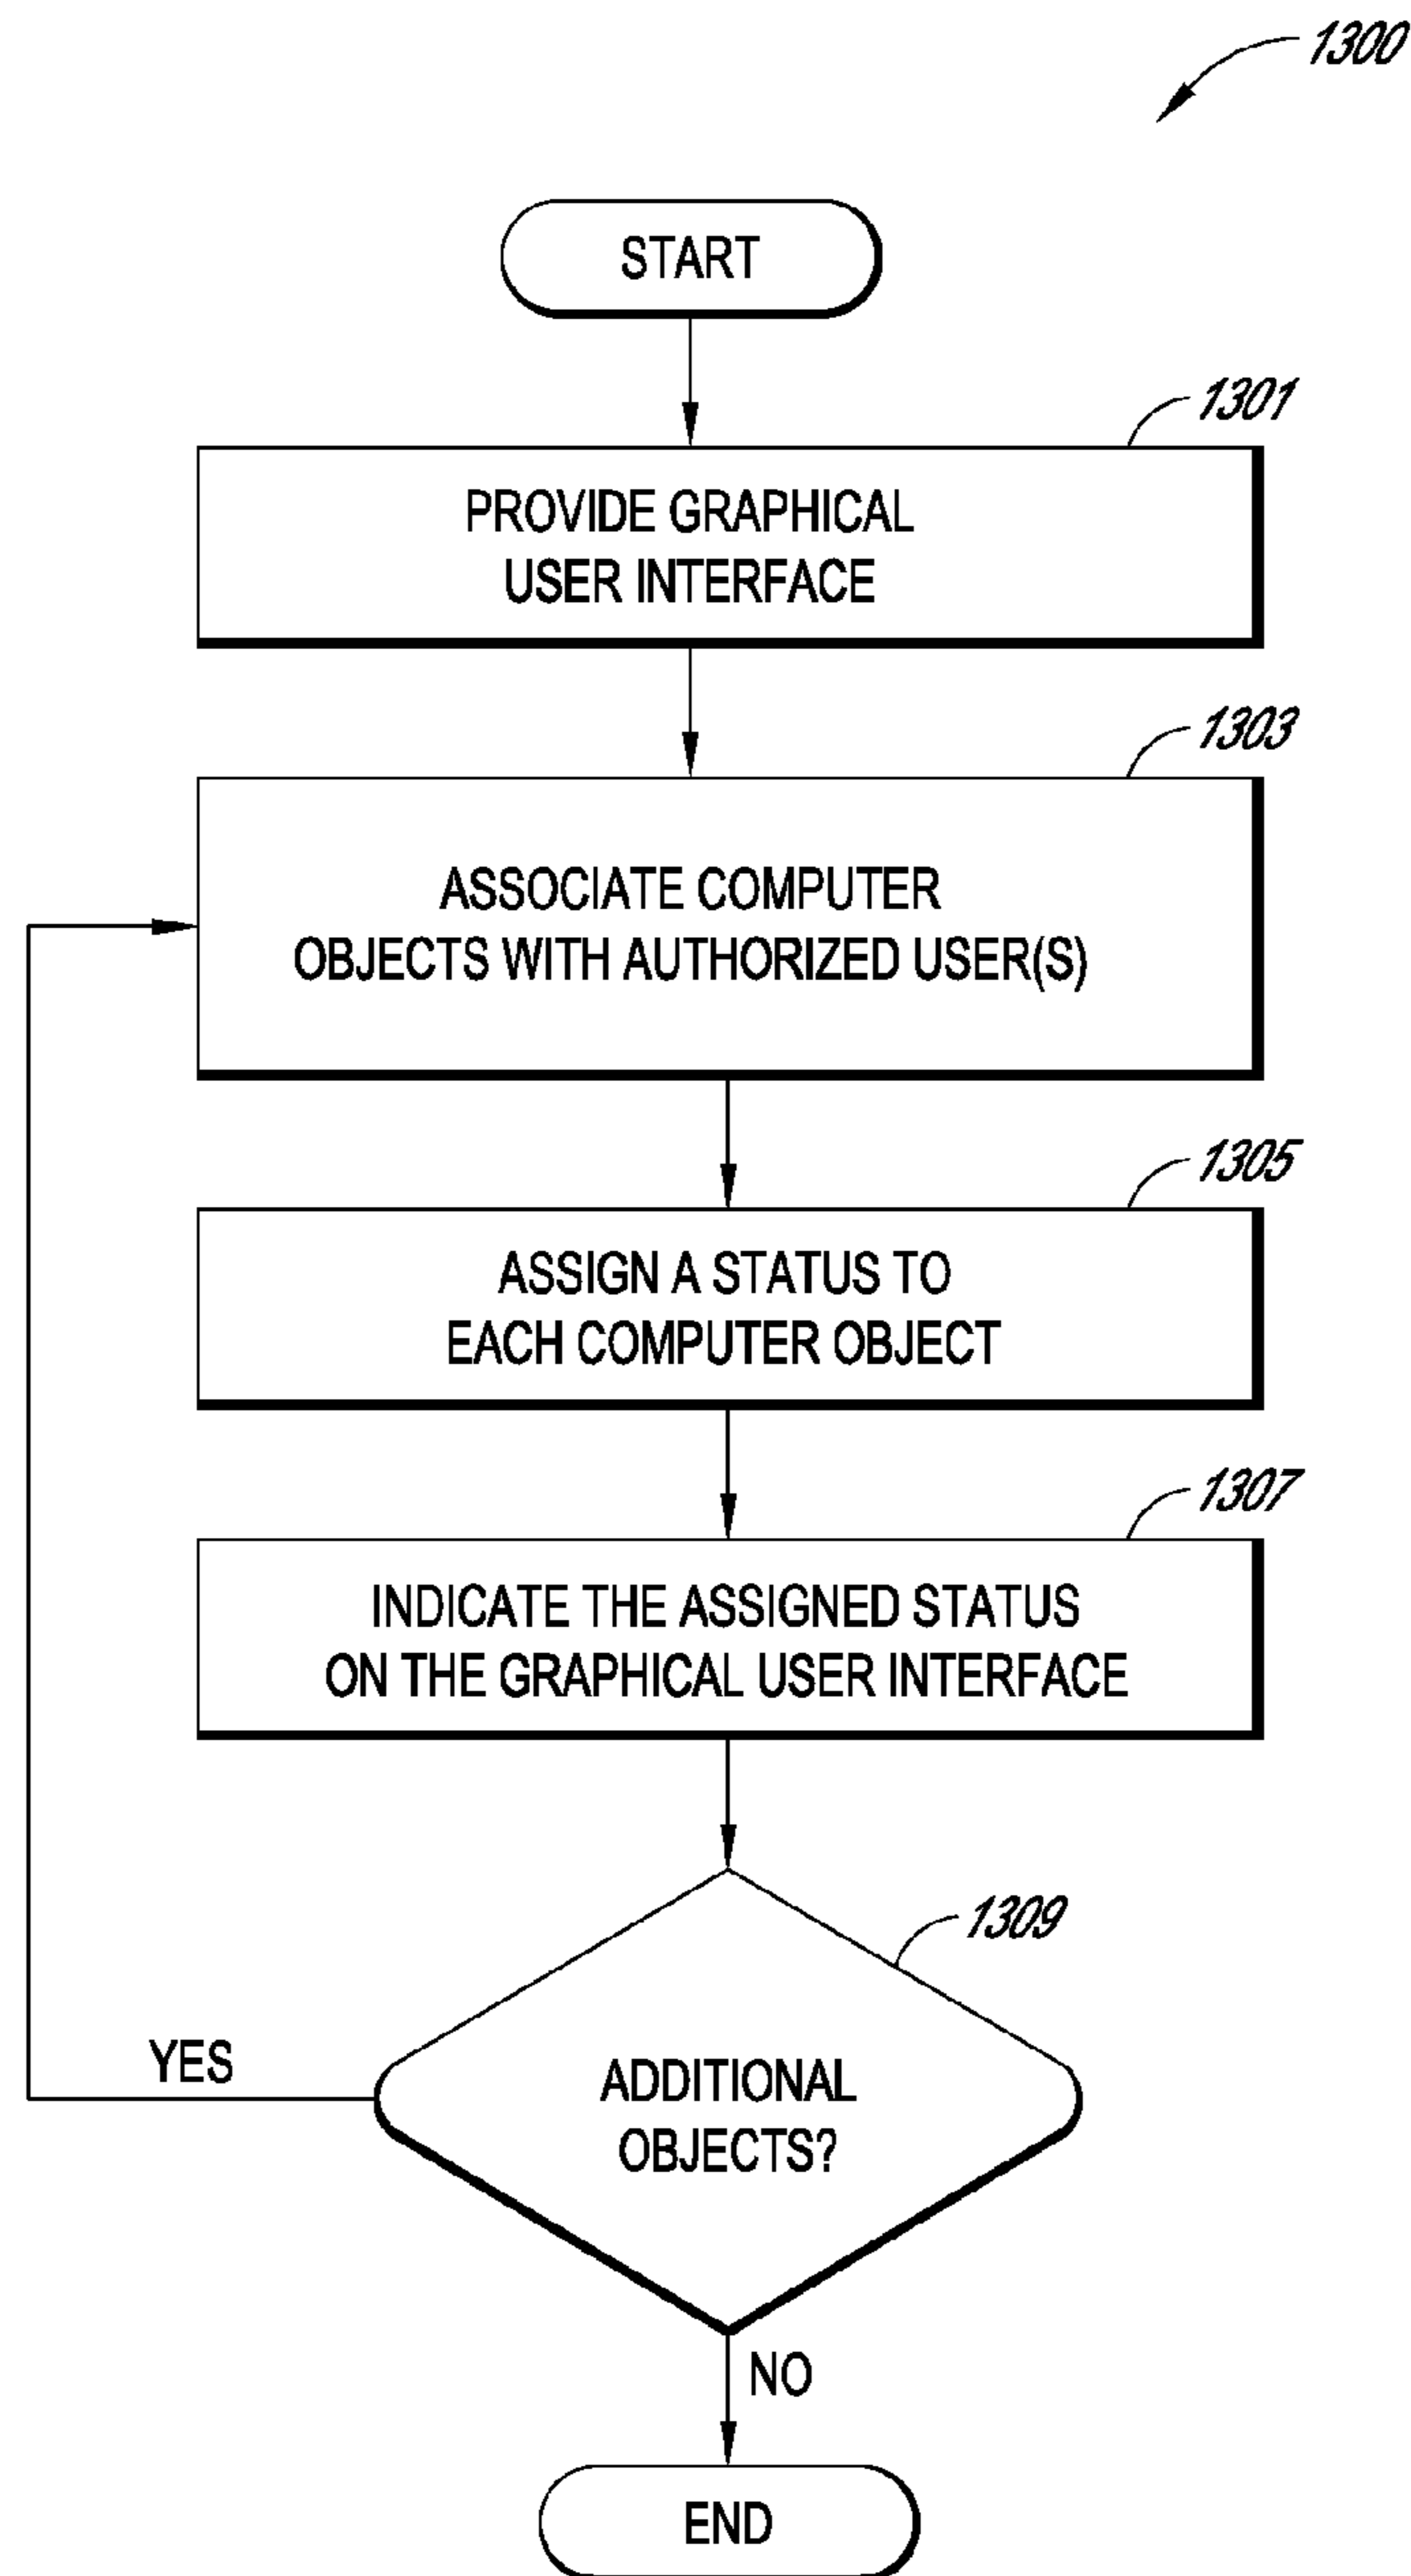 1300
START
1301
PROVIDE GRAPHICAL
USER INTERFACE
1303
ASSOCIATE COMPUTER
OBJECTS WITH AUTHORIZED USER(S)
1305
ASSIGN A STATUS TO
EACH COMPUTER OBJECT
1307
INDICATE THE ASSIGNED STATUS
ON THE GRAPHICAL USER INTERFACE
1309
YES
ADDITIONAL
OBJECTS?
NO
END